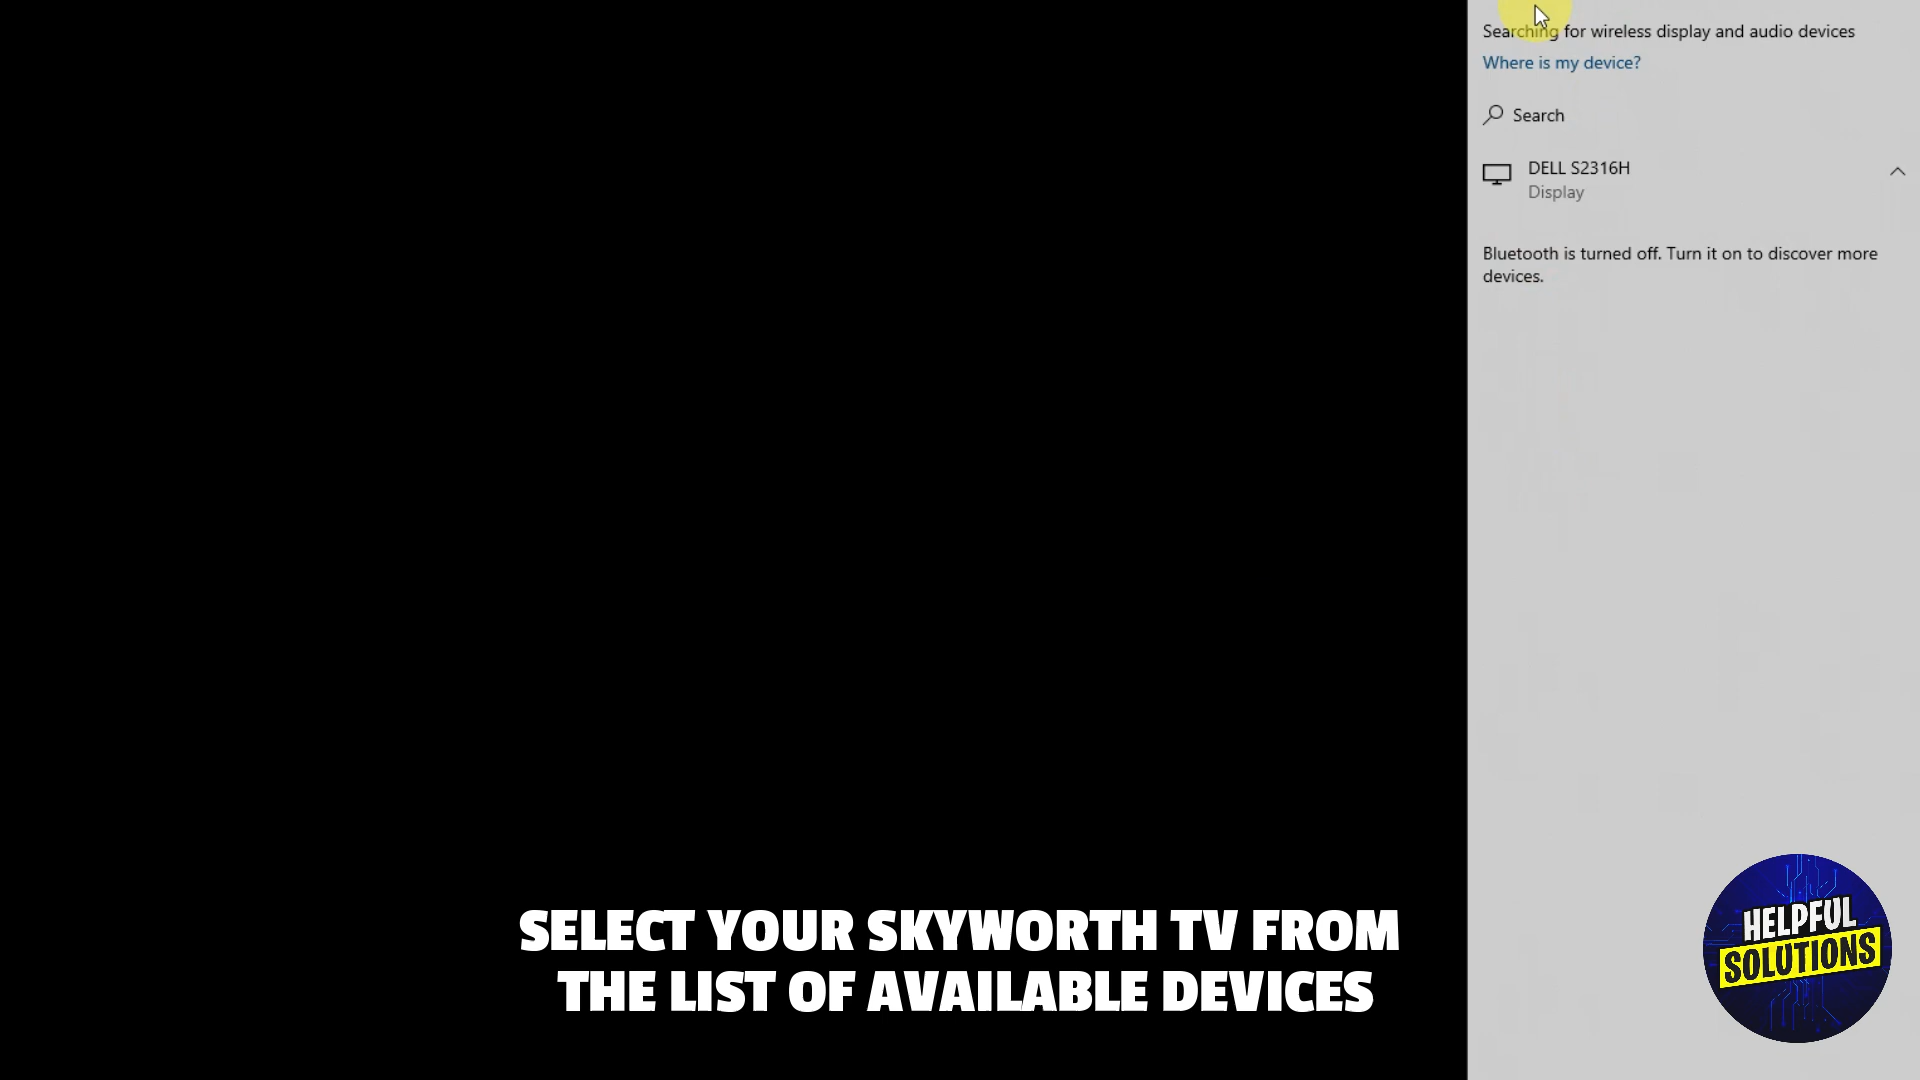 Searching for wireless display and audio devices
Where is my device?
Search
DELL S2316H
Display
Bluetooth is turned off. Turn it on to discover more
devices.
SELECT YOUR SKYWORTH TV FROM
THE LIST OF AVAILABLE DEVICES
HELPFUL
SOLUTIONS